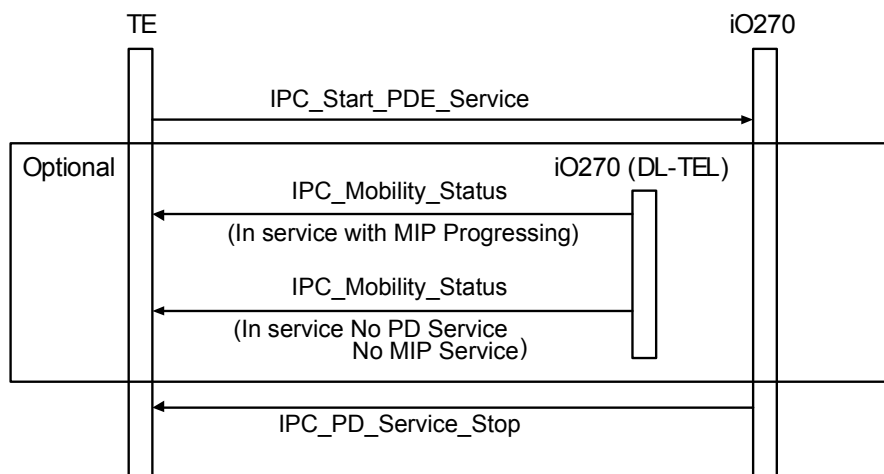 TE
iO270
IPC_Start_PDE_Service
Optional
iO270 (DL-TEL)
IPC_Mobility_Status
(In service with MIP Progressing)
IPC_Mobility_Status
(In service No PD Service
No MIP Service)
IPC_PD_Service_Stop